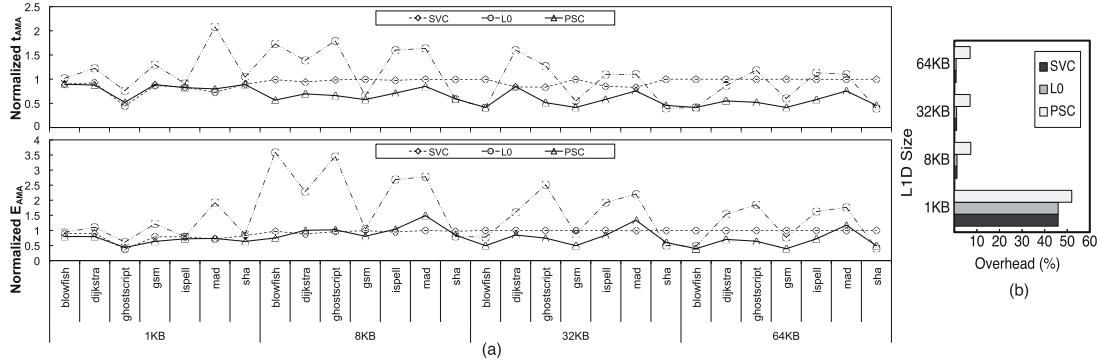 Normalized tAMA
2.5
2
1.5
1
0.5
0
SVC L0 PSC
Normalized EAMA
4
3.5
3
2.5
2
1.5
1
0.5
0
SVC L0 PSC
blowfish dijkstra ghostscript gsm ispell mad sha blowfish dijkstra ghostscript gsm ispell mad sha blowfish dijkstra ghostscript gsm ispell mad sha blowfish dijkstra ghostscript gsm ispell mad sha
1KB 8KB 32KB 64KB
(a)
L1D Size
64KB
32KB
8KB
1KB
SVC
L0
PSC
10 20 30 40 50 60
Overhead (%)
(b)